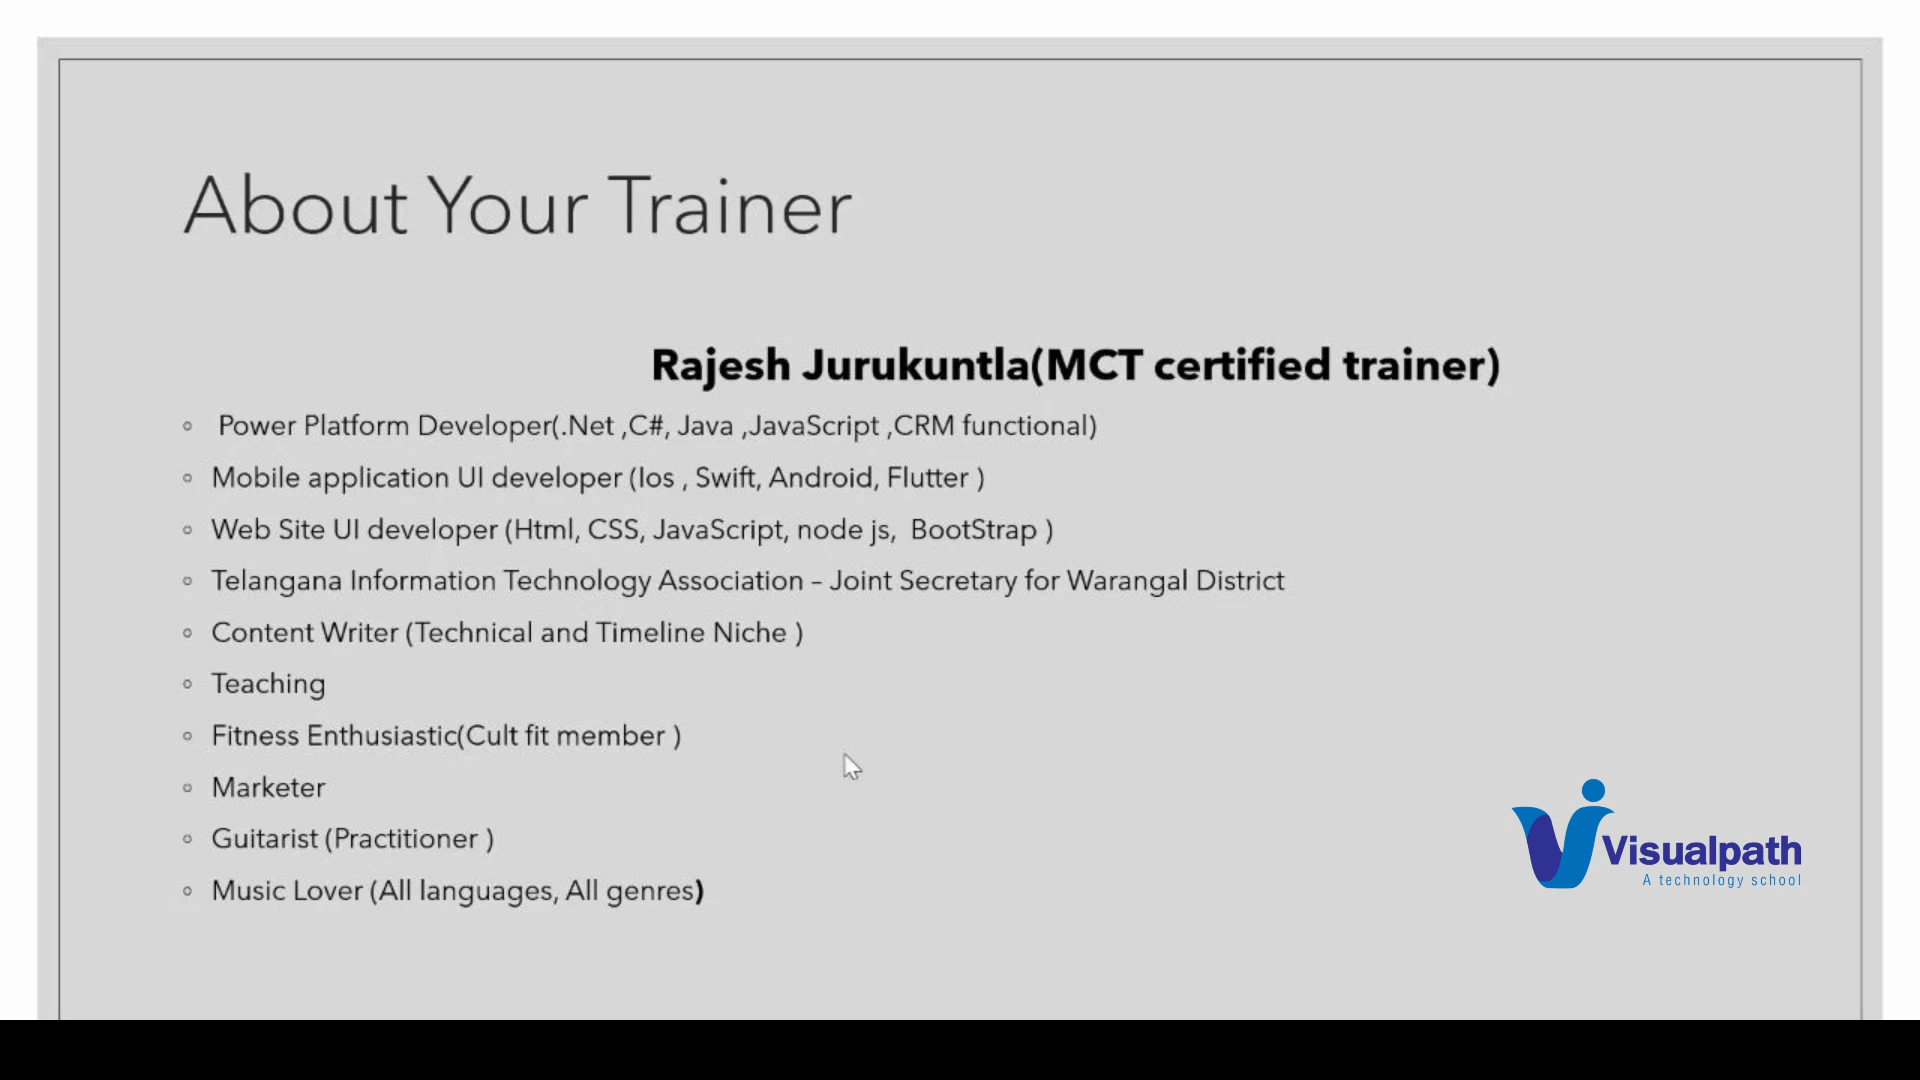 About Your Trainer
Rajesh Jurukuntla(MCT certified trainer)
Power Platform Developer(.Net ,C#, Java ,JavaScript ,CRM functional)
Mobile application UI developer (Ios , Swift, Android, Flutter )
Web Site UI developer (Html, CSS, JavaScript, node js,  BootStrap )
Telangana Information Technology Association – Joint Secretary for Warangal District
Content Writer (Technical and Timeline Niche )
Teaching
Fitness Enthusiastic(Cult fit member )
Marketer
Guitarist (Practitioner )
Music Lover (All languages, All genres)
Visualpath
A technology school